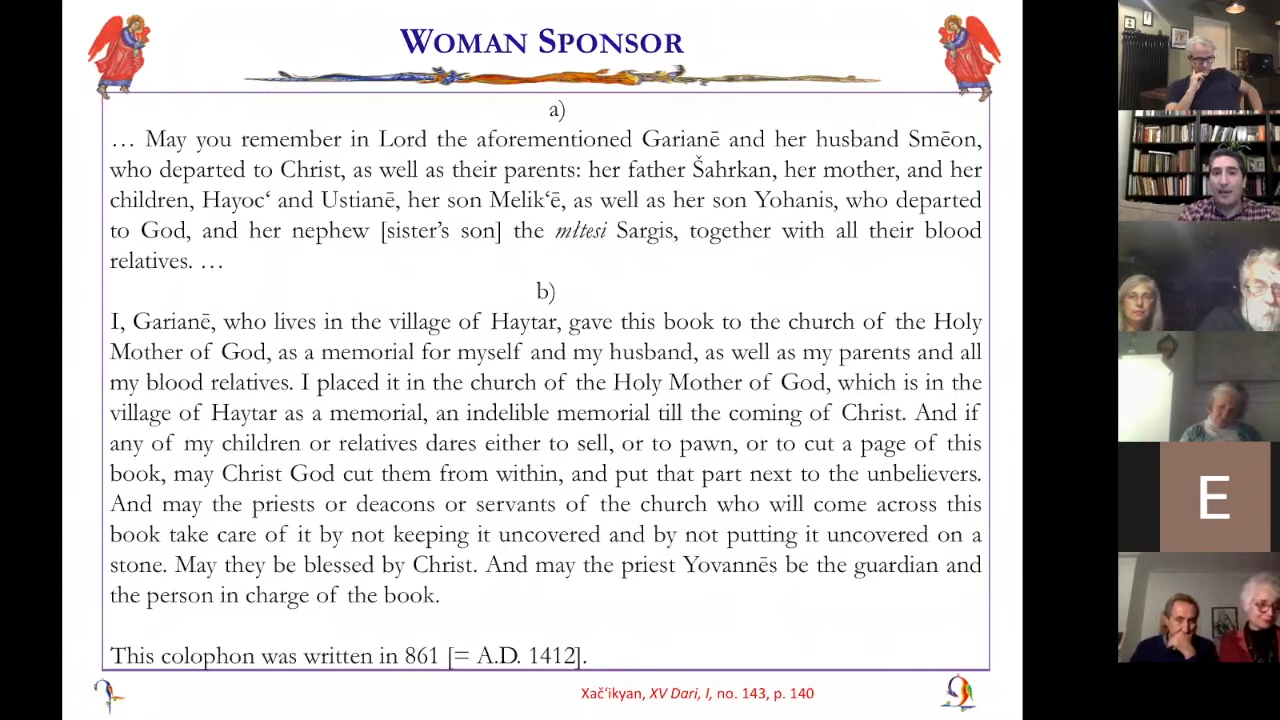 WOMAN SPONSOR
a)
… May you remember in Lord the aforementioned Garianē and her husband Smēon,
who departed to Christ, as well as their parents: her father Šahrkan, her mother, and her
children, Hayocʻ and Ustianē, her son Melikʻē, as well as her son Yohanis, who departed
to God, and her nephew [sister’s son] the młtesi Sargis, together with all their blood
relatives. …
b)
I, Garianē, who lives in the village of Haytar, gave this book to the church of the Holy
Mother of God, as a memorial for myself and my husband, as well as my parents and all
my blood relatives. I placed it in the church of the Holy Mother of God, which is in the
village of Haytar as a memorial, an indelible memorial till the coming of Christ. And if
any of my children or relatives dares either to sell, or to pawn, or to cut a page of this
book, may Christ God cut them from within, and put that part next to the unbelievers.
And may the priests or deacons or servants of the church who will come across this
book take care of it by not keeping it uncovered and by not putting it uncovered on a
stone. May they be blessed by Christ. And may the priest Yovannēs be the guardian and
the person in charge of the book.
This colophon was written in 861 [= A.D. 1412].
Xačʻikyan, XV Dari, I, no. 143, p. 140
E